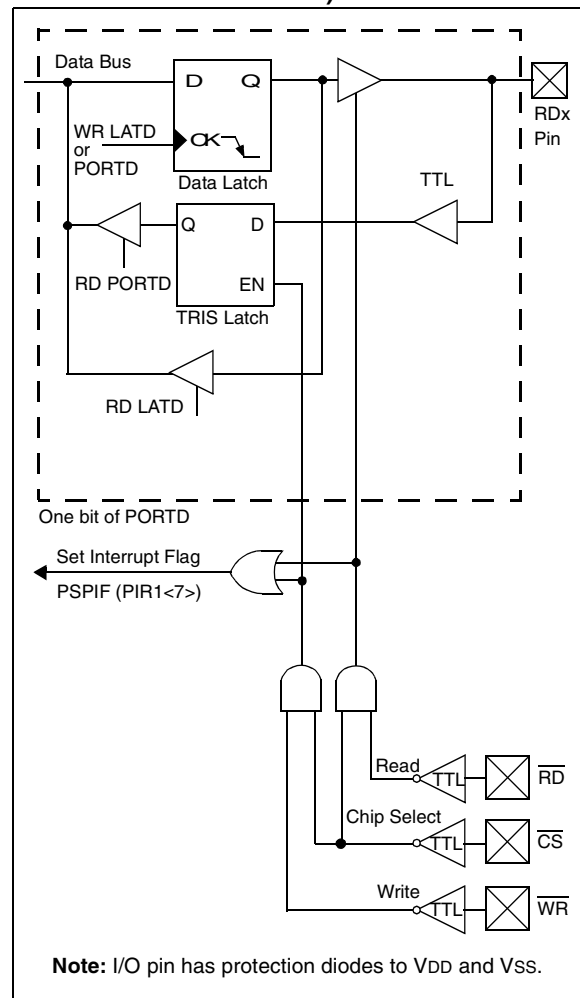 Data Bus
D Q
WR LATD
or
PORTD
CK
Data Latch
RDx
Pin
TTL
Q D
EN
RD PORTD
TRIS Latch
RD LATD
One bit of PORTD
Set Interrupt Flag
PSPIF (PIR1<7>)
Read
TTL
RD
Chip Select
TTL
CS
Write
TTL
WR
Note: I/O pin has protection diodes to VDD and VSS.